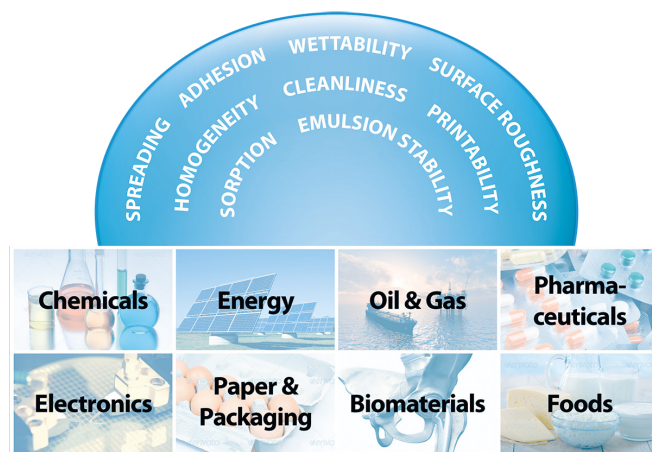 SPREADING ADHESION WETTABILITY SURFACE ROUGHNESS
HOMOGENEITY CLEANLINESS PRINTABILITY
SORPTION EMULSION STABILITY
Chemicals
Energy
Oil & Gas
Pharma-
ceuticals
Electronics
Paper &
Packaging
Biomaterials
Foods